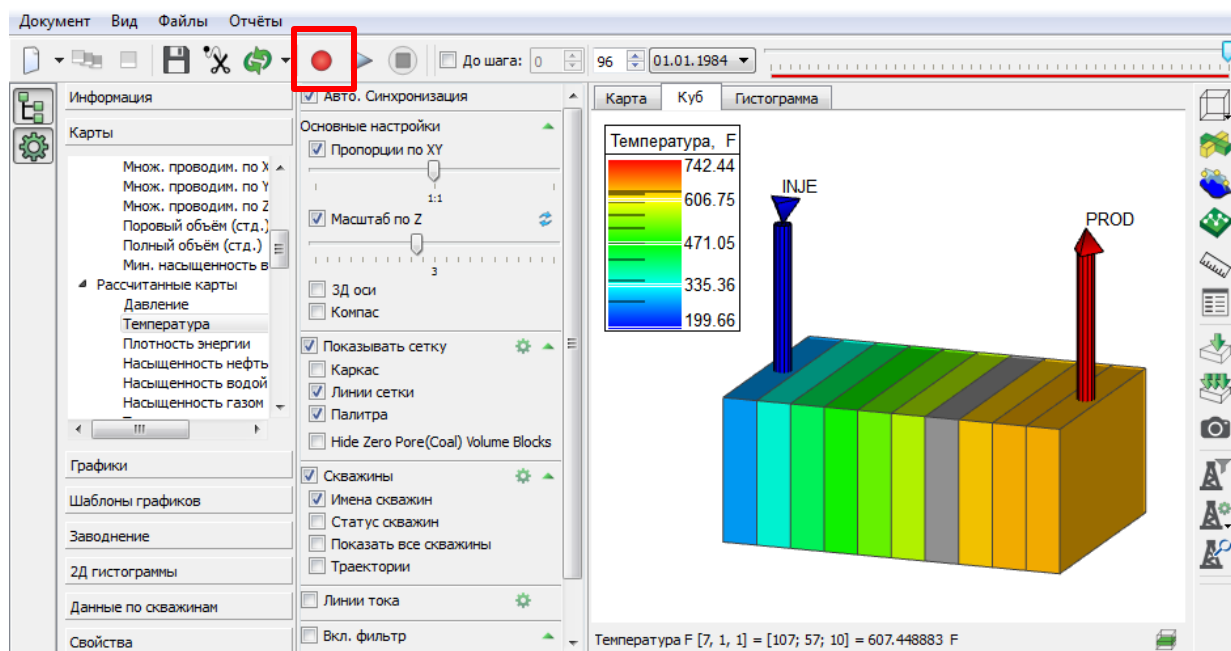 Документ Вид Файлы Отчёты
До шага: 0 96 01.01.1984
Информация
Карты
Множ. проводим. по X
Множ. проводим. по Y
Множ. проводим. по Z
Поровый объём (стд.)
Полный объём (стд.)
Мин. насыщенность в
Рассчитанные карты
Давление
Температура
Плотность энергии
Насыщенность нефть
Насыщенность водой
Насыщенность газом
Графики
Шаблоны графиков
Заводнение
2Д гистограммы
Данные по скважинам
Свойства
Авто. Синхронизация
Основные настройки
Пропорции по XY
1:1
Масштаб по Z
3
3Д оси
Компас
Показывать сетку
Каркас
Линии сетки
Палитра
Hide Zero Pore(Coal) Volume Blocks
Скважины
Имена скважин
Статус скважин
Показать все скважины
Траектории
Линии тока
Вкл. фильтр
Карта Куб Гистограмма
Температура, F
742.44
606.75
471.05
335.36
199.66
INJE
PROD
Температура F [7, 1, 1] = [107; 57; 10] = 607.448883 F